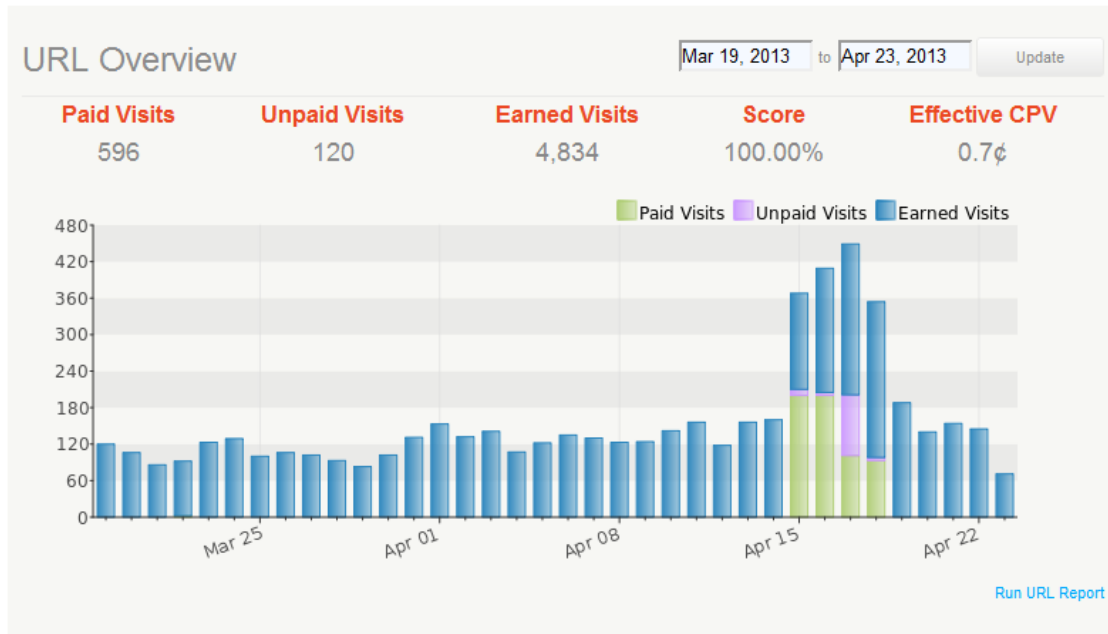 URL Overview
Mar 19, 2013 to Apr 23, 2013 Update
Paid Visits Unpaid Visits Earned Visits Score Effective CPV
596 120 4,834 100.00% 0.7¢
Paid Visits Unpaid Visits Earned Visits
480
420
360
300
240
180
120
60
0
Mar 25 Apr 01 Apr 08 Apr 15 Apr 22
Run URL Report